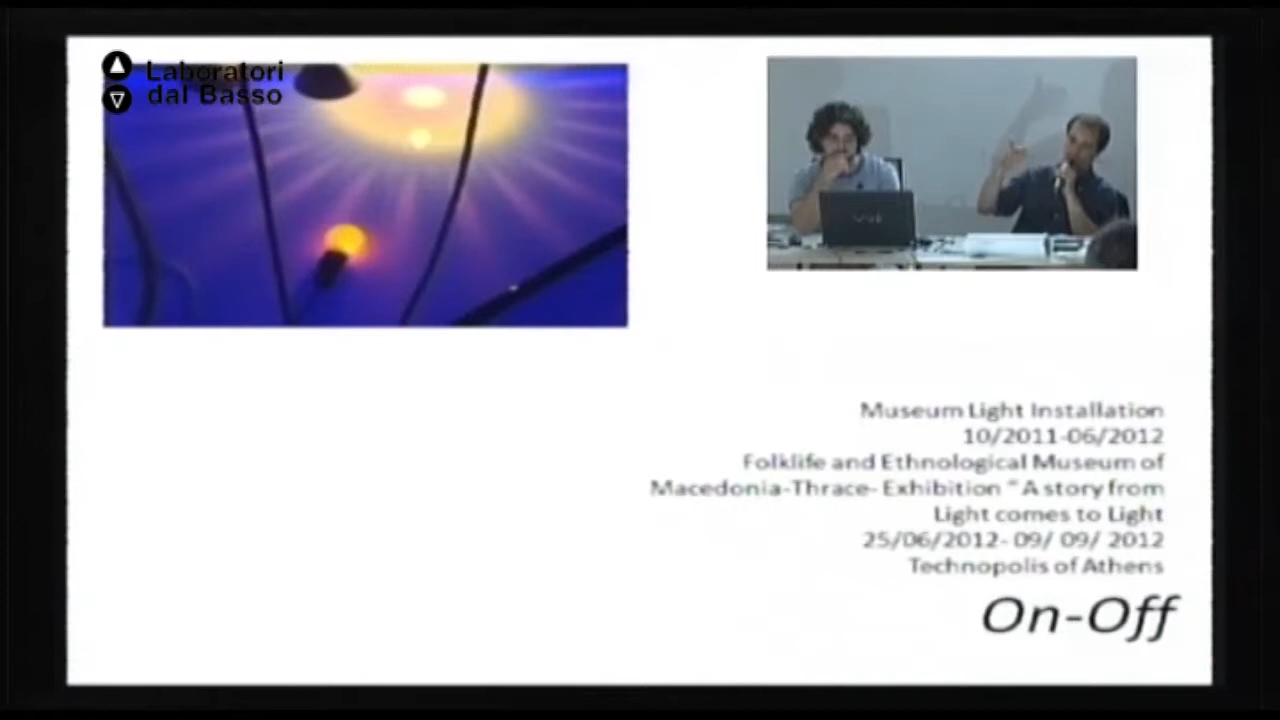 Laboratori
dal Basso
Museum Light Installation
10/2011-06/2012
Folklife and Ethnological Museum of
Macedonia-Thrace- Exhibition " A story from
Light comes to Light
25/06/2012- 09/ 09/ 2012
Technopolis of Athens
On-Off